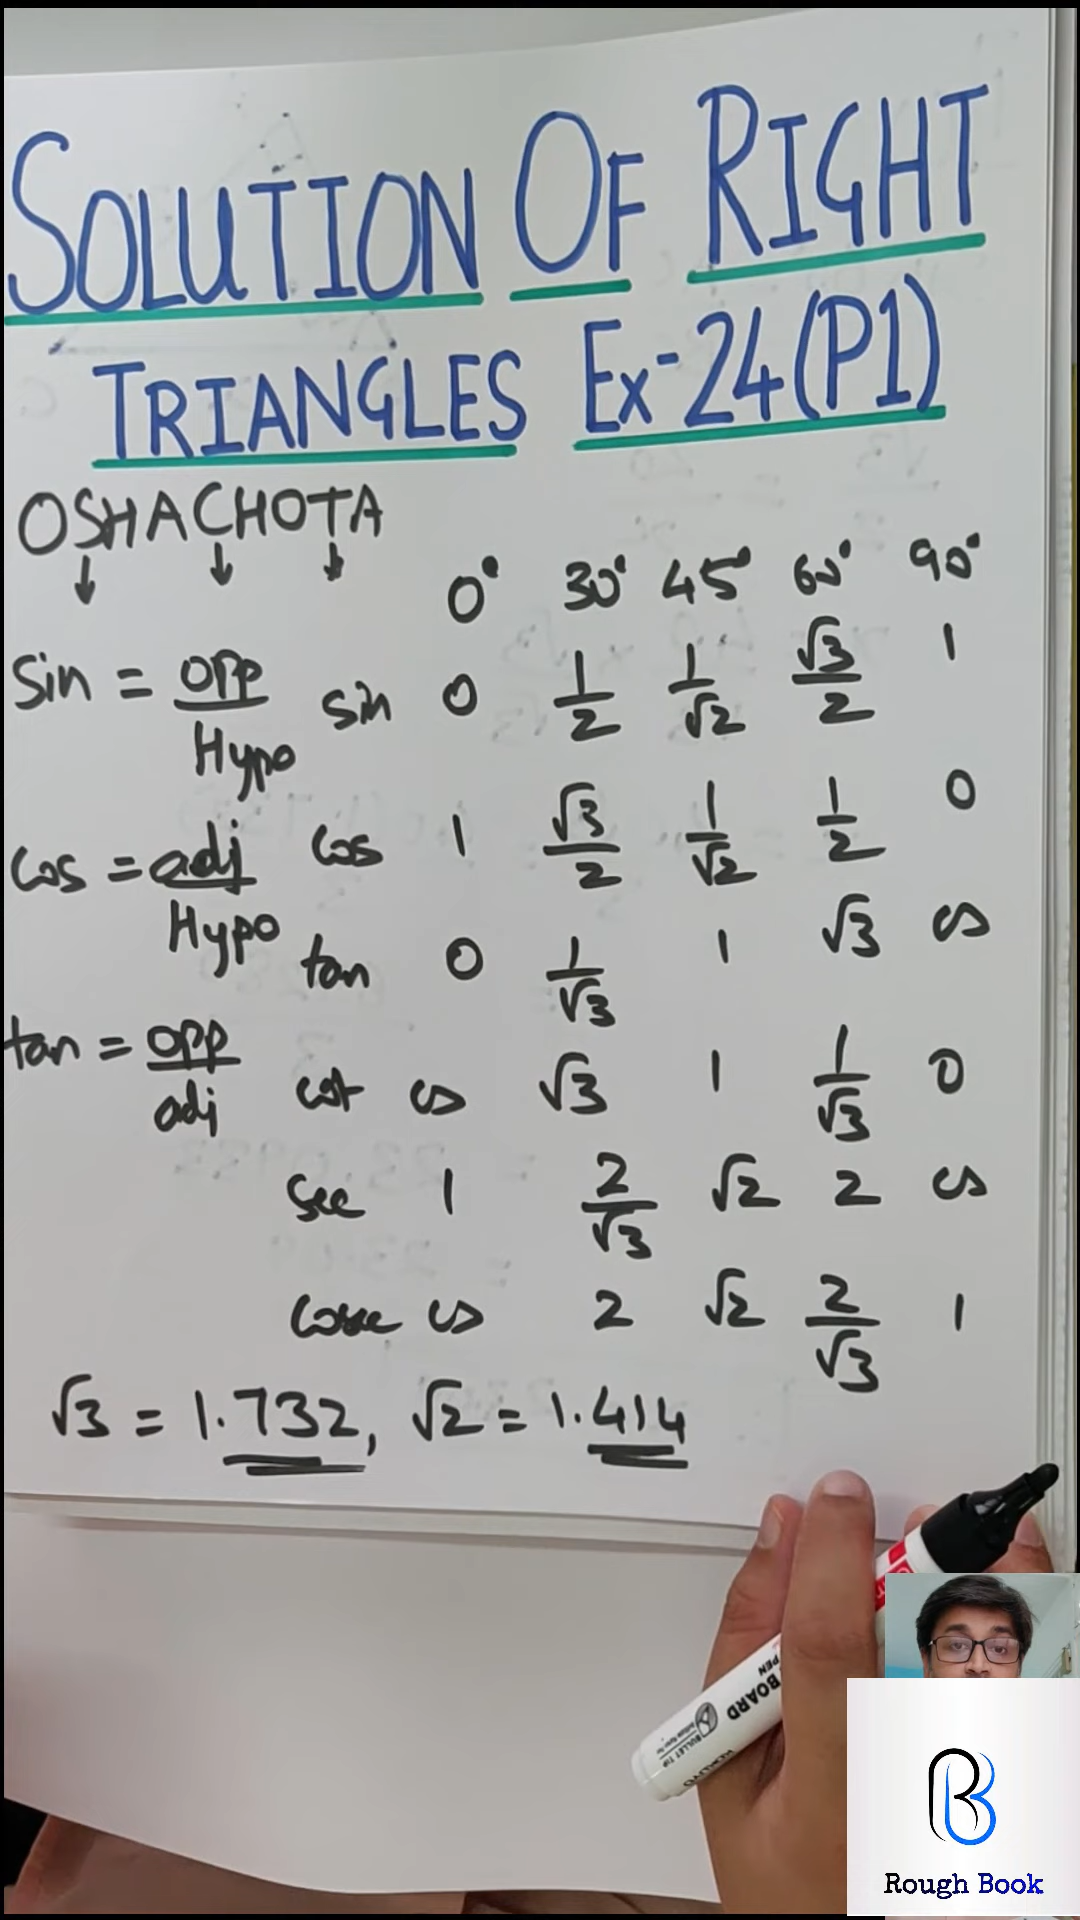 SOLUTION OF RIGHT
TRIANGLES Ex-24(P1)
OSHACHOTA
0° 30° 45° 60° 90°
Sin = opp/Hypo
sin 0 1/2 1/√2 √3/2 1
cos = adj/Hypo
cos 1 √3/2 1/√2 1/2 0
tan 0 1/√3 1 √3 ∞
tan = opp/adj
cot ∞ √3 1 1/√3 0
sec 1 2/√3 √2 2 ∞
cosec ∞ 2 √2 2/√3 1
√3 = 1.732, √2 = 1.414
BOARD
BULLET TIP
Rough Book